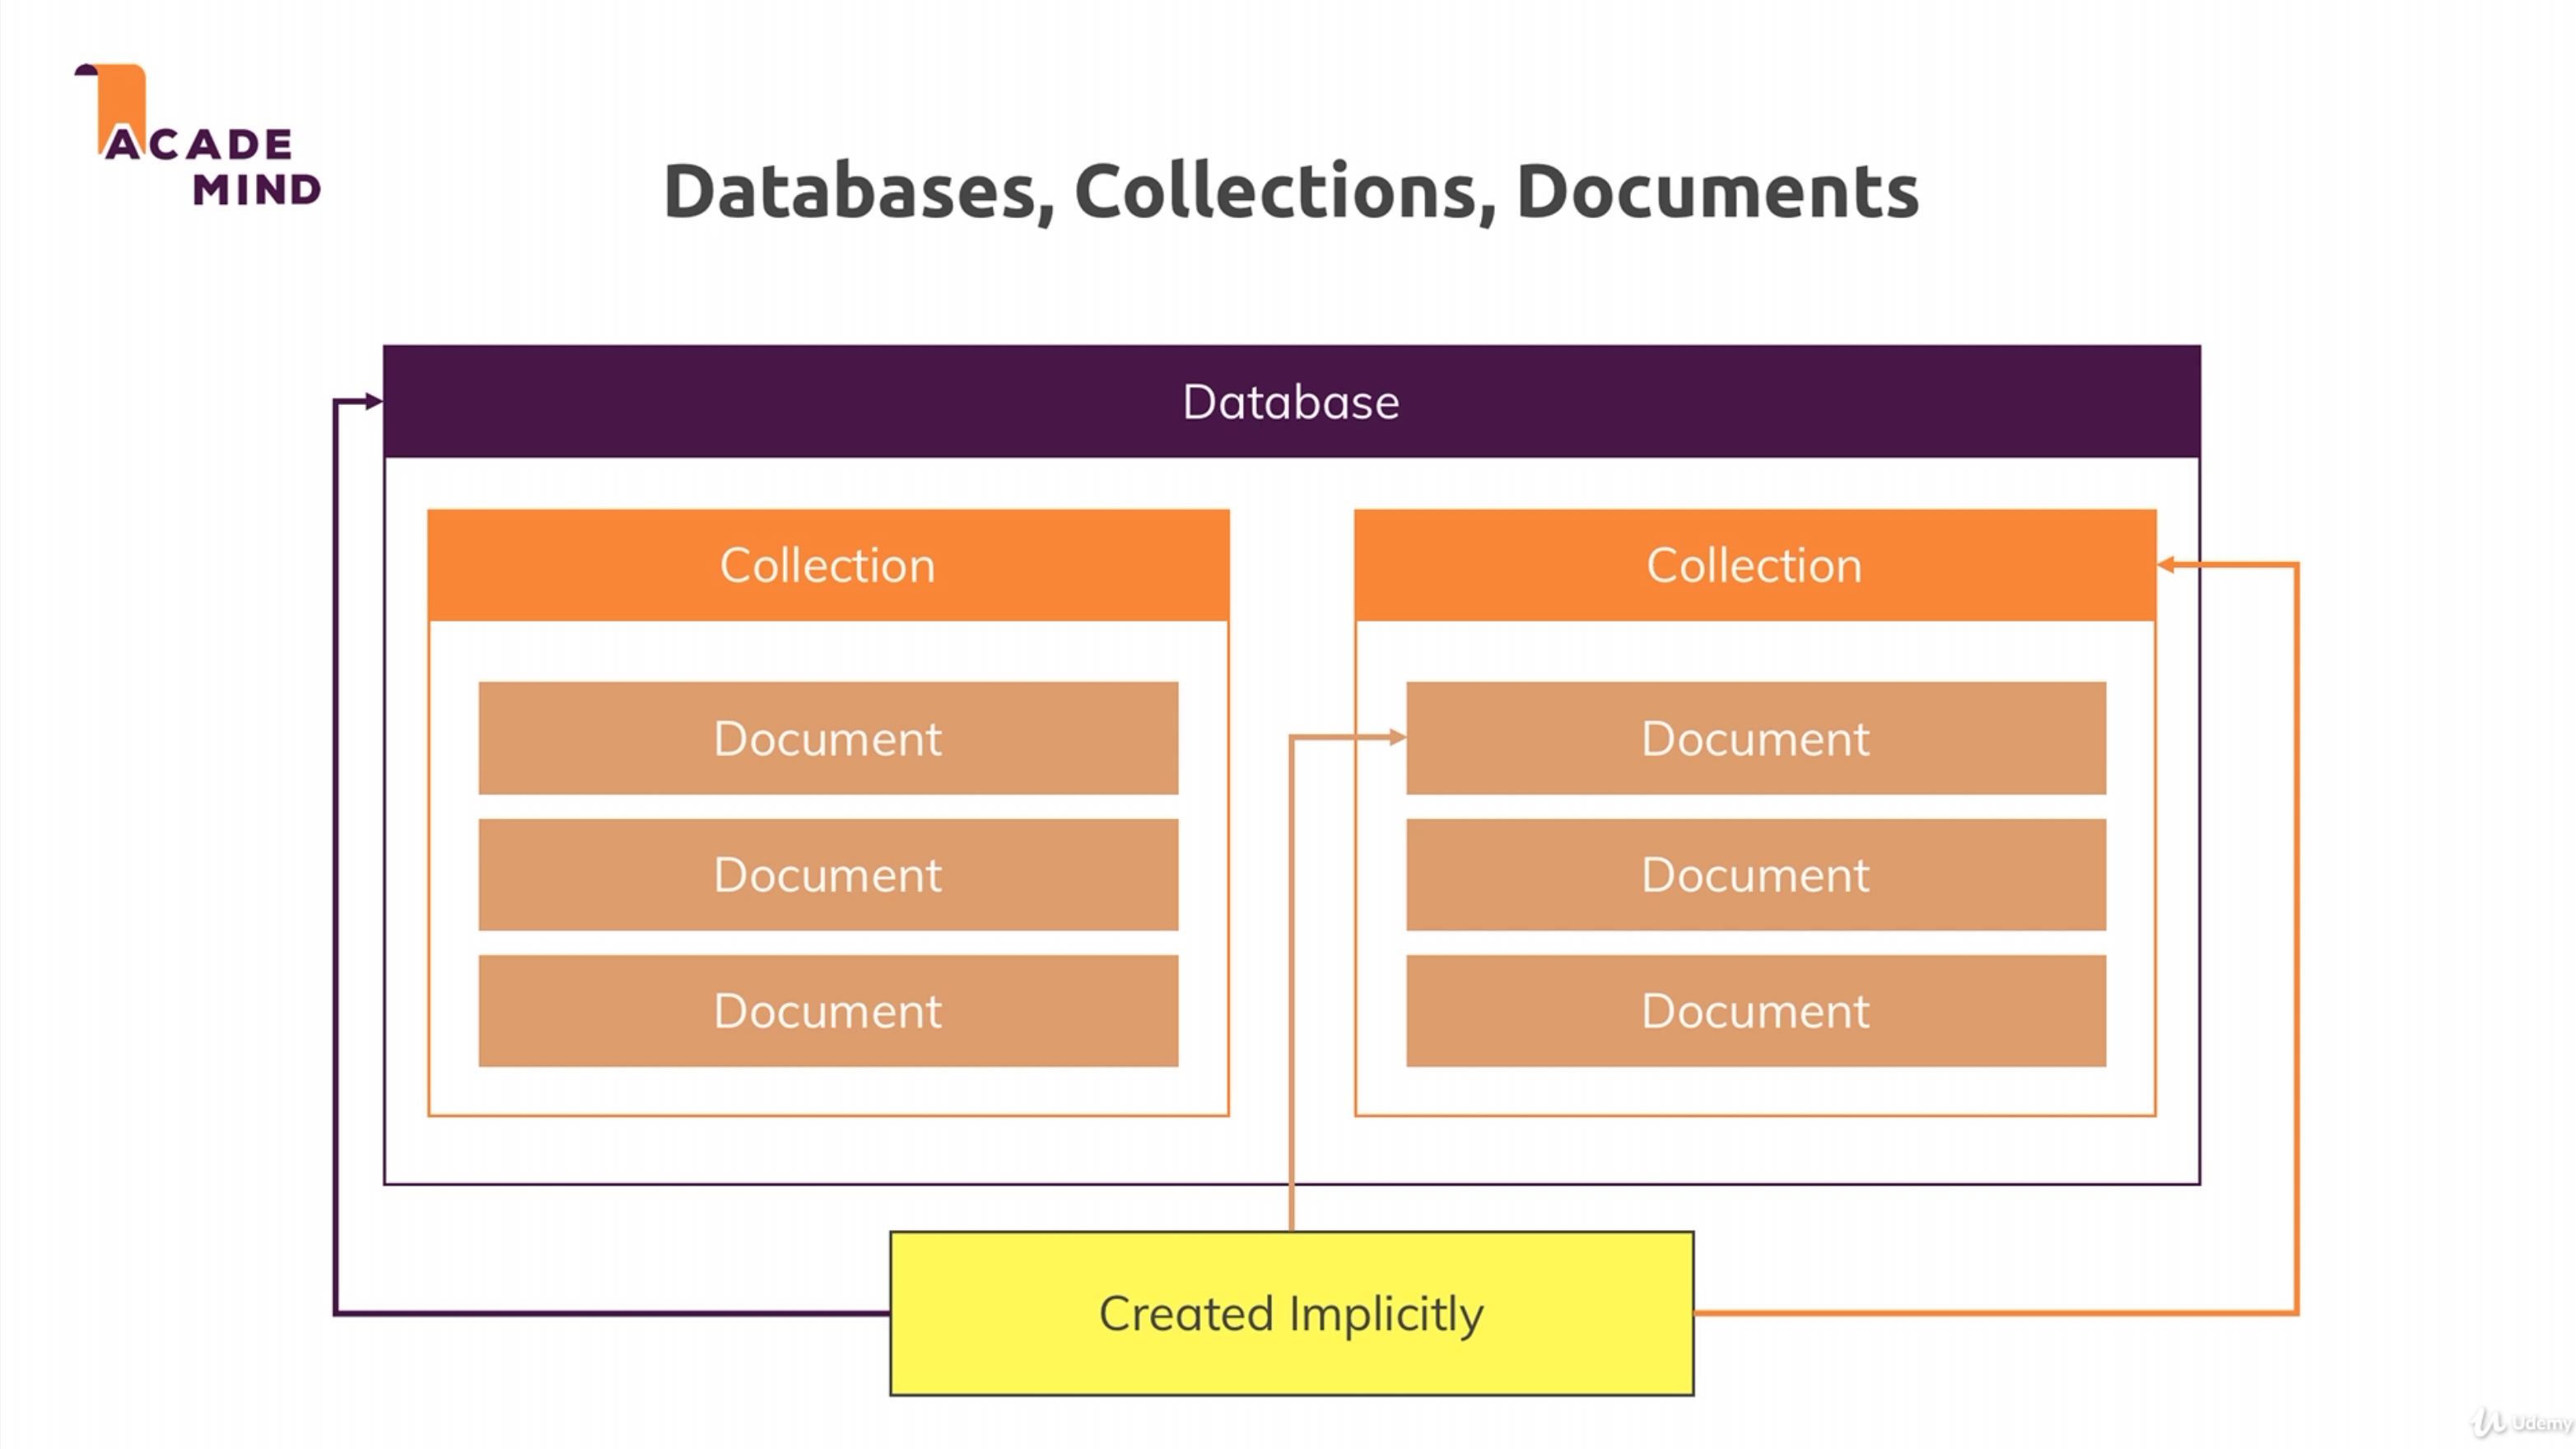 ACADE
MIND
Databases, Collections, Documents
Database
Collection
Document
Document
Document
Collection
Document
Document
Document
Created Implicitly
Udemy